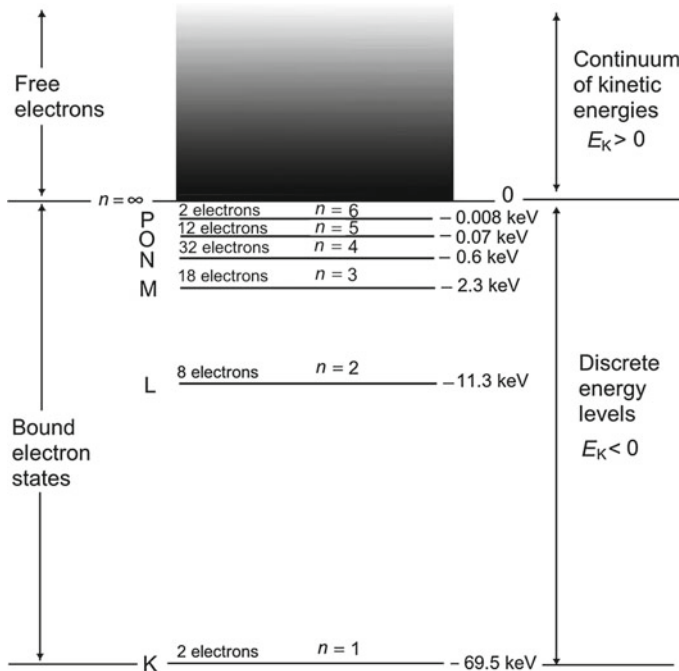 Free
electrons
Continuum
of kinetic
energies
E_K > 0
n = ∞
0
P
2 electrons
n = 6
– 0.008 keV
O
12 electrons
n = 5
– 0.07 keV
N
32 electrons
n = 4
– 0.6 keV
M
18 electrons
n = 3
– 2.3 keV
L
8 electrons
n = 2
– 11.3 keV
Bound
electron
states
Discrete
energy
levels
E_K < 0
K
2 electrons
n = 1
– 69.5 keV